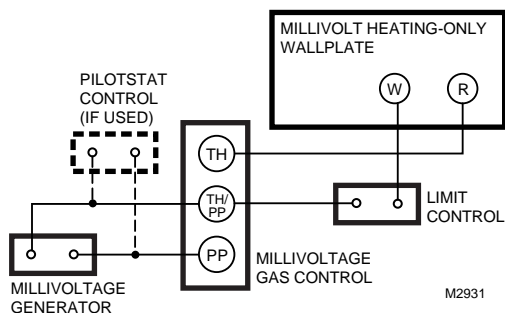 MILLIVOLT HEATING-ONLY
WALLPLATE
W
R
PILOTSTAT
CONTROL
(IF USED)
TH
TH/
PP
PP
LIMIT
CONTROL
MILLIVOLTAGE
GAS CONTROL
MILLIVOLTAGE
GENERATOR
M2931